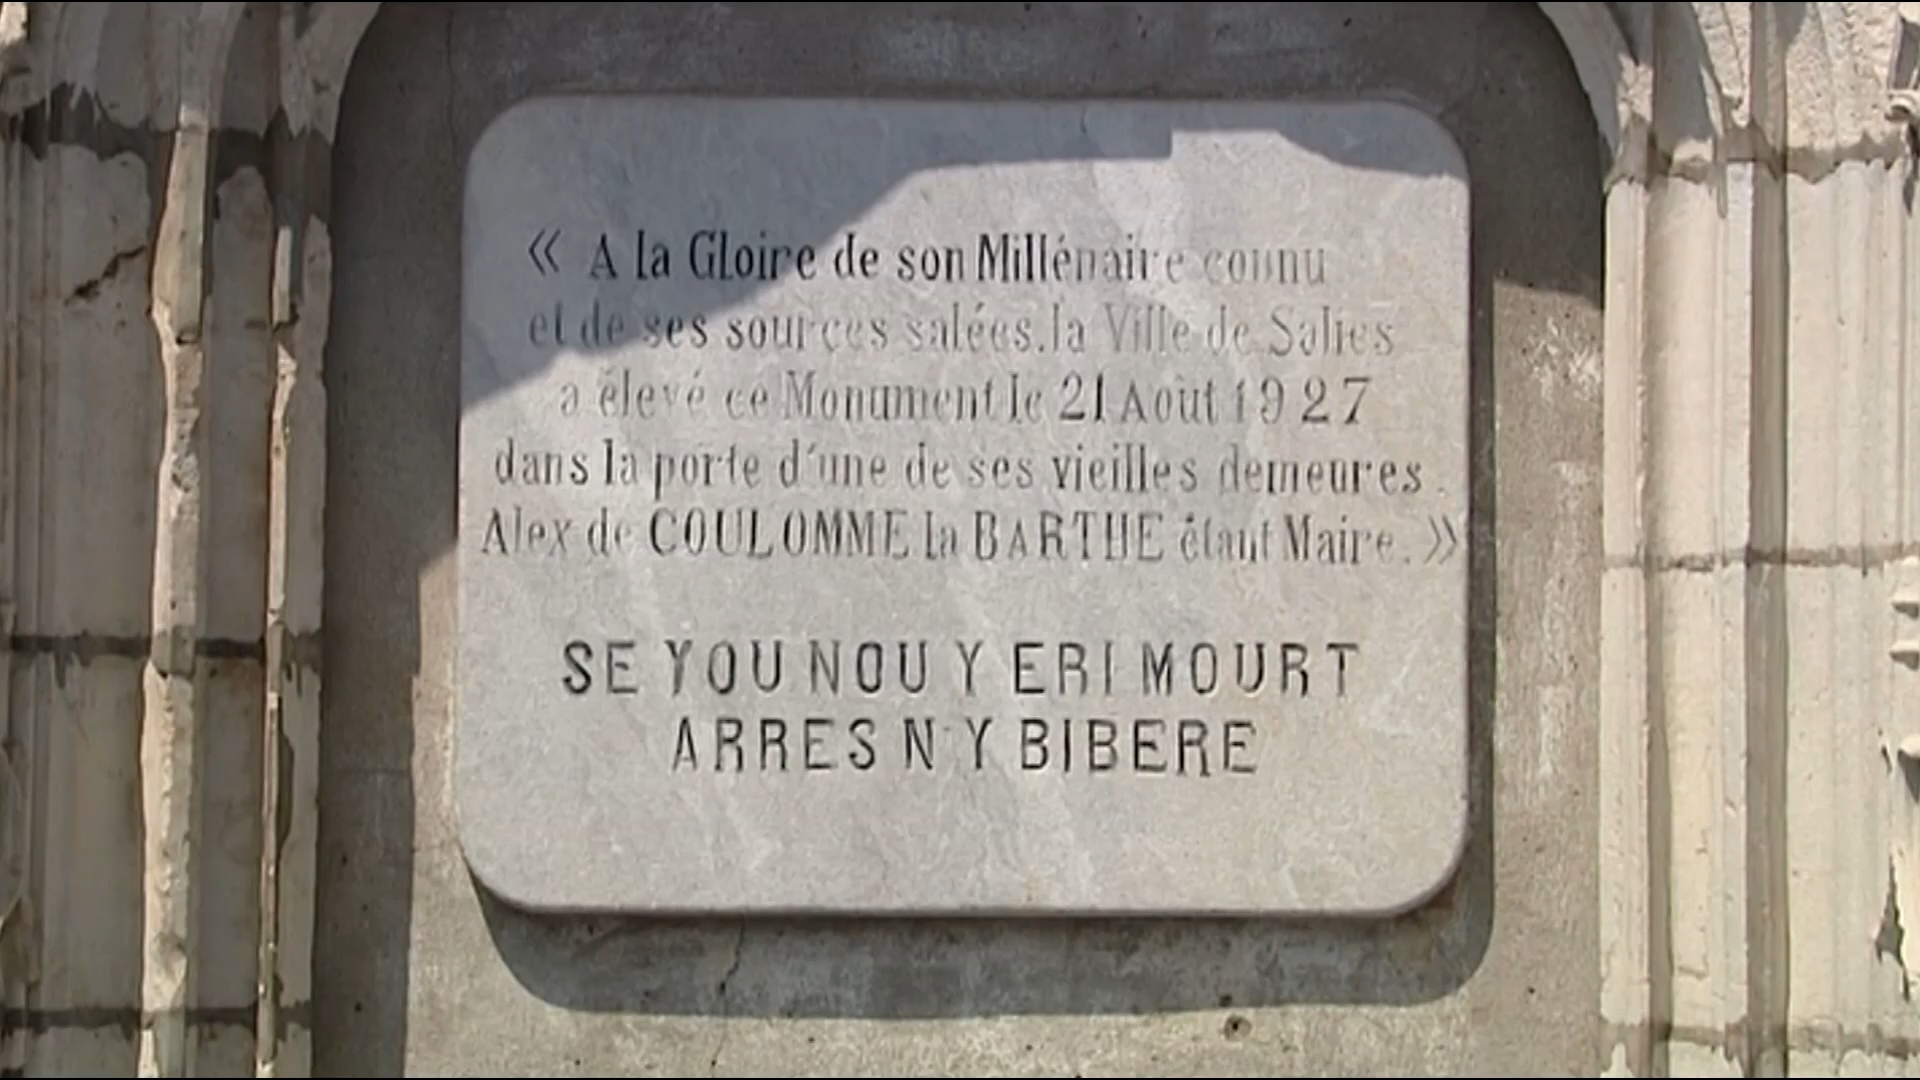 « A la Gloire de son Millénaire connu
et de ses sources salées, la Ville de Salies
a élevé ce Monument le 21 Août 1927
dans la porte d'une de ses vieilles demeures.
Alex de COULOMME la BARTHE étant Maire. »
SE YOU NOU Y ERI MOURT
ARRES N'Y BIBERE